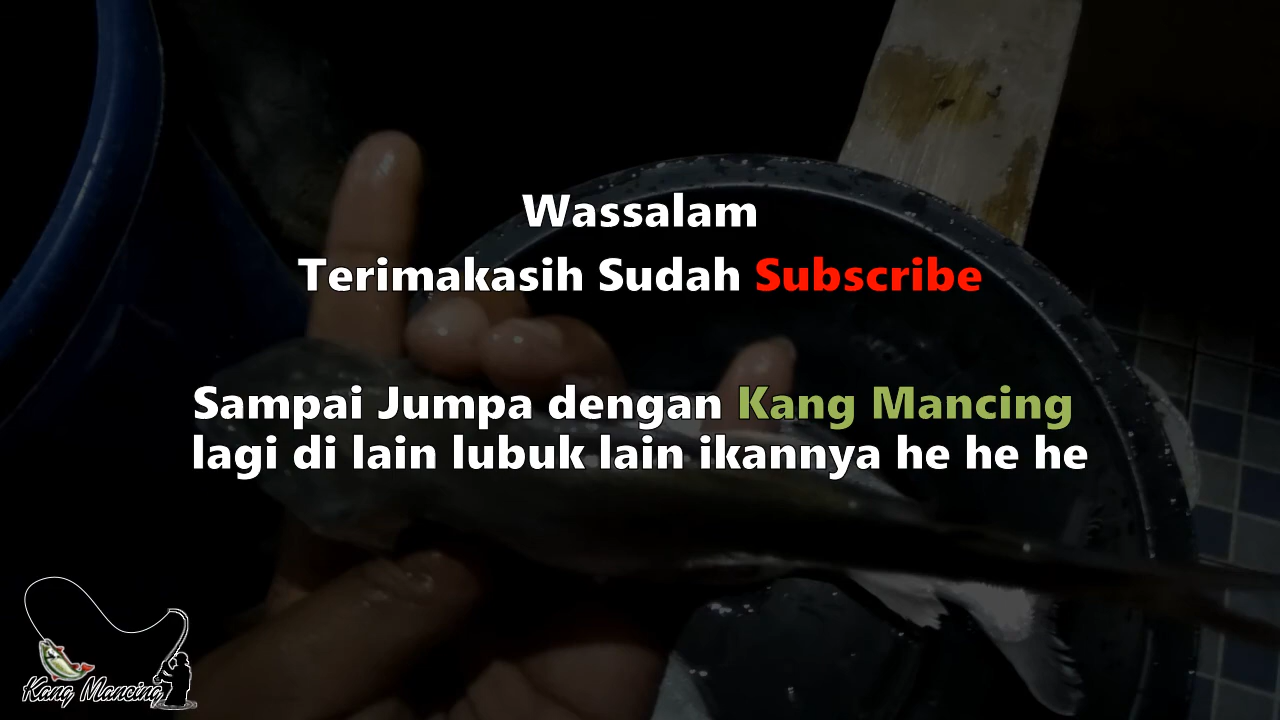 Wassalam
Terimakasih Sudah Subscribe
Sampai Jumpa dengan Kang Mancing
lagi di lain lubuk lain ikannya he he he
Kang Mancing